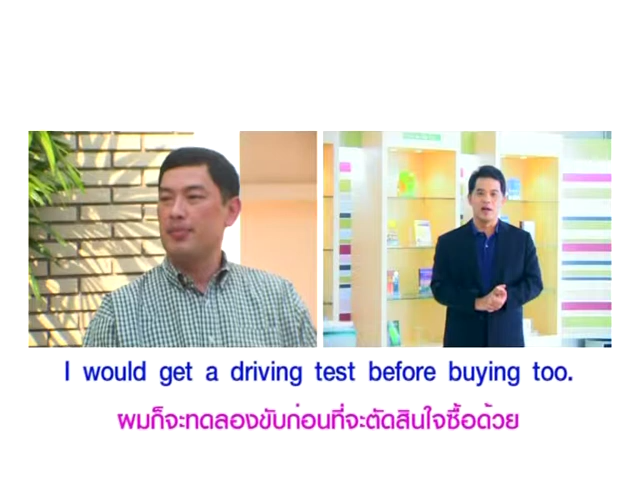 I would get a driving test before buying too.
ผมก็จะทดลองขับก่อนที่จะตัดสินใจซื้อด้วย